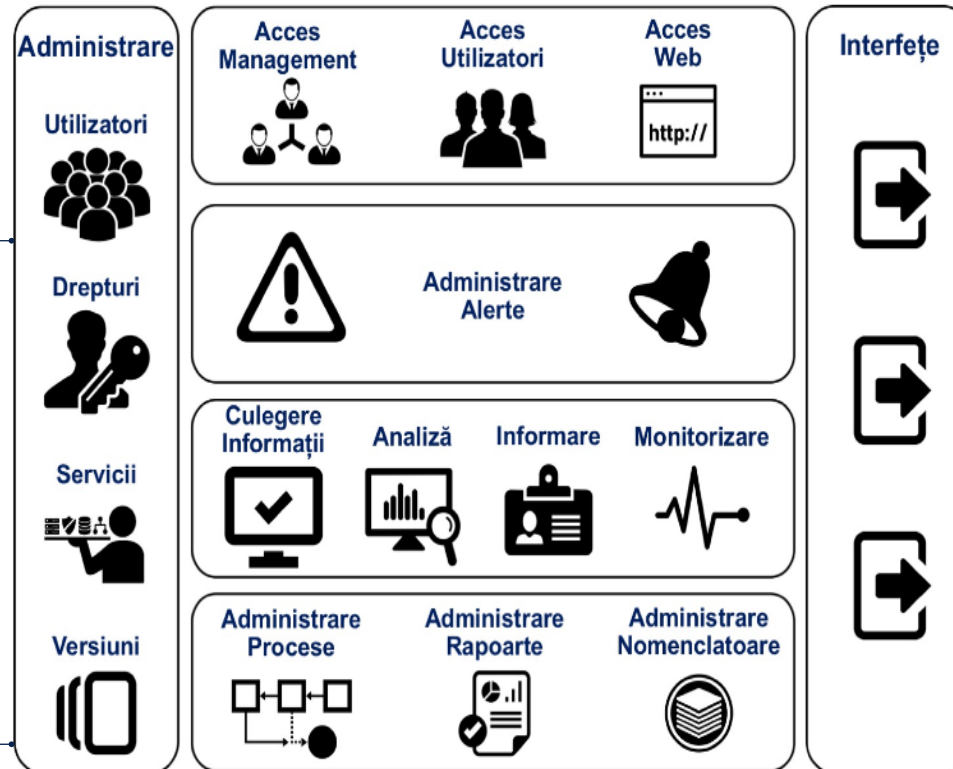 Administrare
Utilizatori
Drepturi
Servicii
Versiuni
Acces
Management
Acces
Utilizatori
Acces
Web
http://
Administrare
Alerte
Culegere
Informații
Analiză
Informare
Monitorizare
Administrare
Procese
Administrare
Rapoarte
Administrare
Nomenclatoare
Interfețe